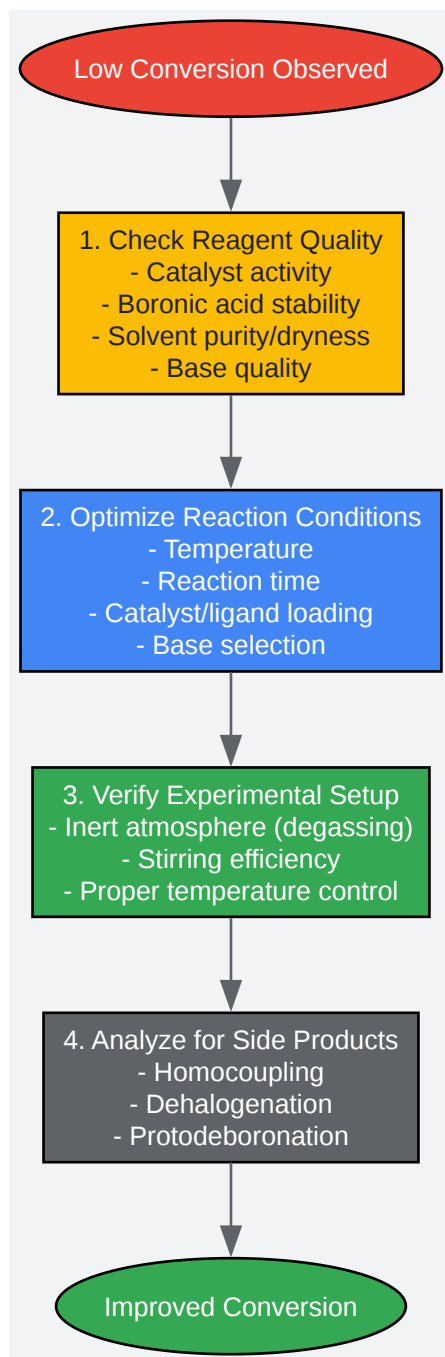 Low Conversion Observed
1. Check Reagent Quality
- Catalyst activity
- Boronic acid stability
- Solvent purity/dryness
- Base quality
2. Optimize Reaction Conditions
- Temperature
- Reaction time
- Catalyst/ligand loading
- Base selection
3. Verify Experimental Setup
- Inert atmosphere (degassing)
- Stirring efficiency
- Proper temperature control
4. Analyze for Side Products
- Homocoupling
- Dehalogenation
- Protodeboronation
Improved Conversion